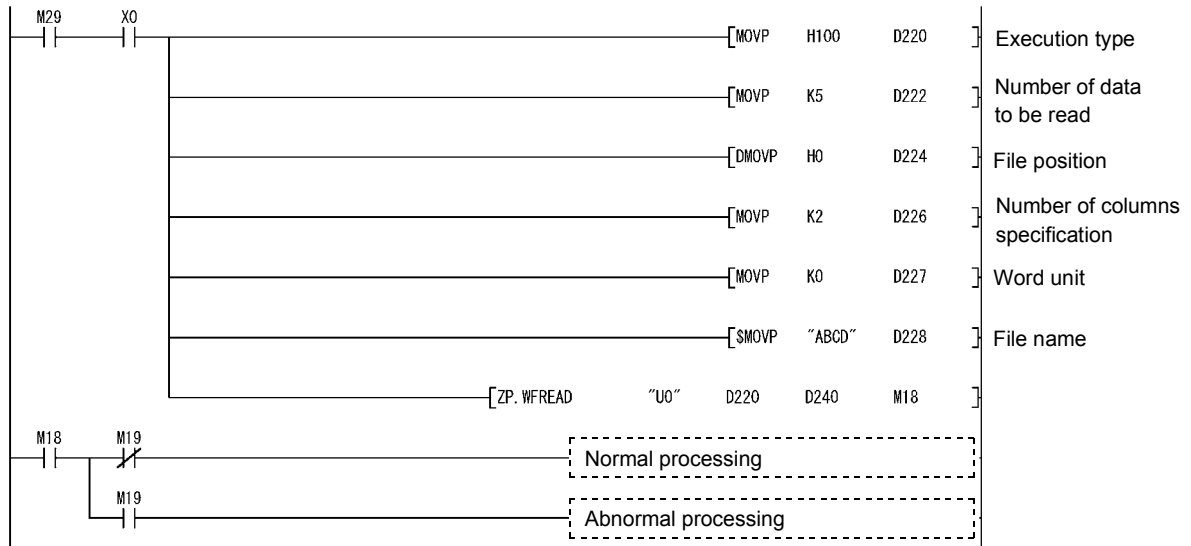 M29 X0
[MOVP H100 D220 ] Execution type
[MOVP K5 D222 ] Number of data
to be read
[DMOVP H0 D224 ] File position
[MOVP K2 D226 ] Number of columns
specification
[MOVP K0 D227 ] Word unit
[$MOVP "ABCD" D228 ] File name
[ZP.WFREAD "U0" D220 D240 M18 ]
M18 M19
Normal processing
M19
Abnormal processing